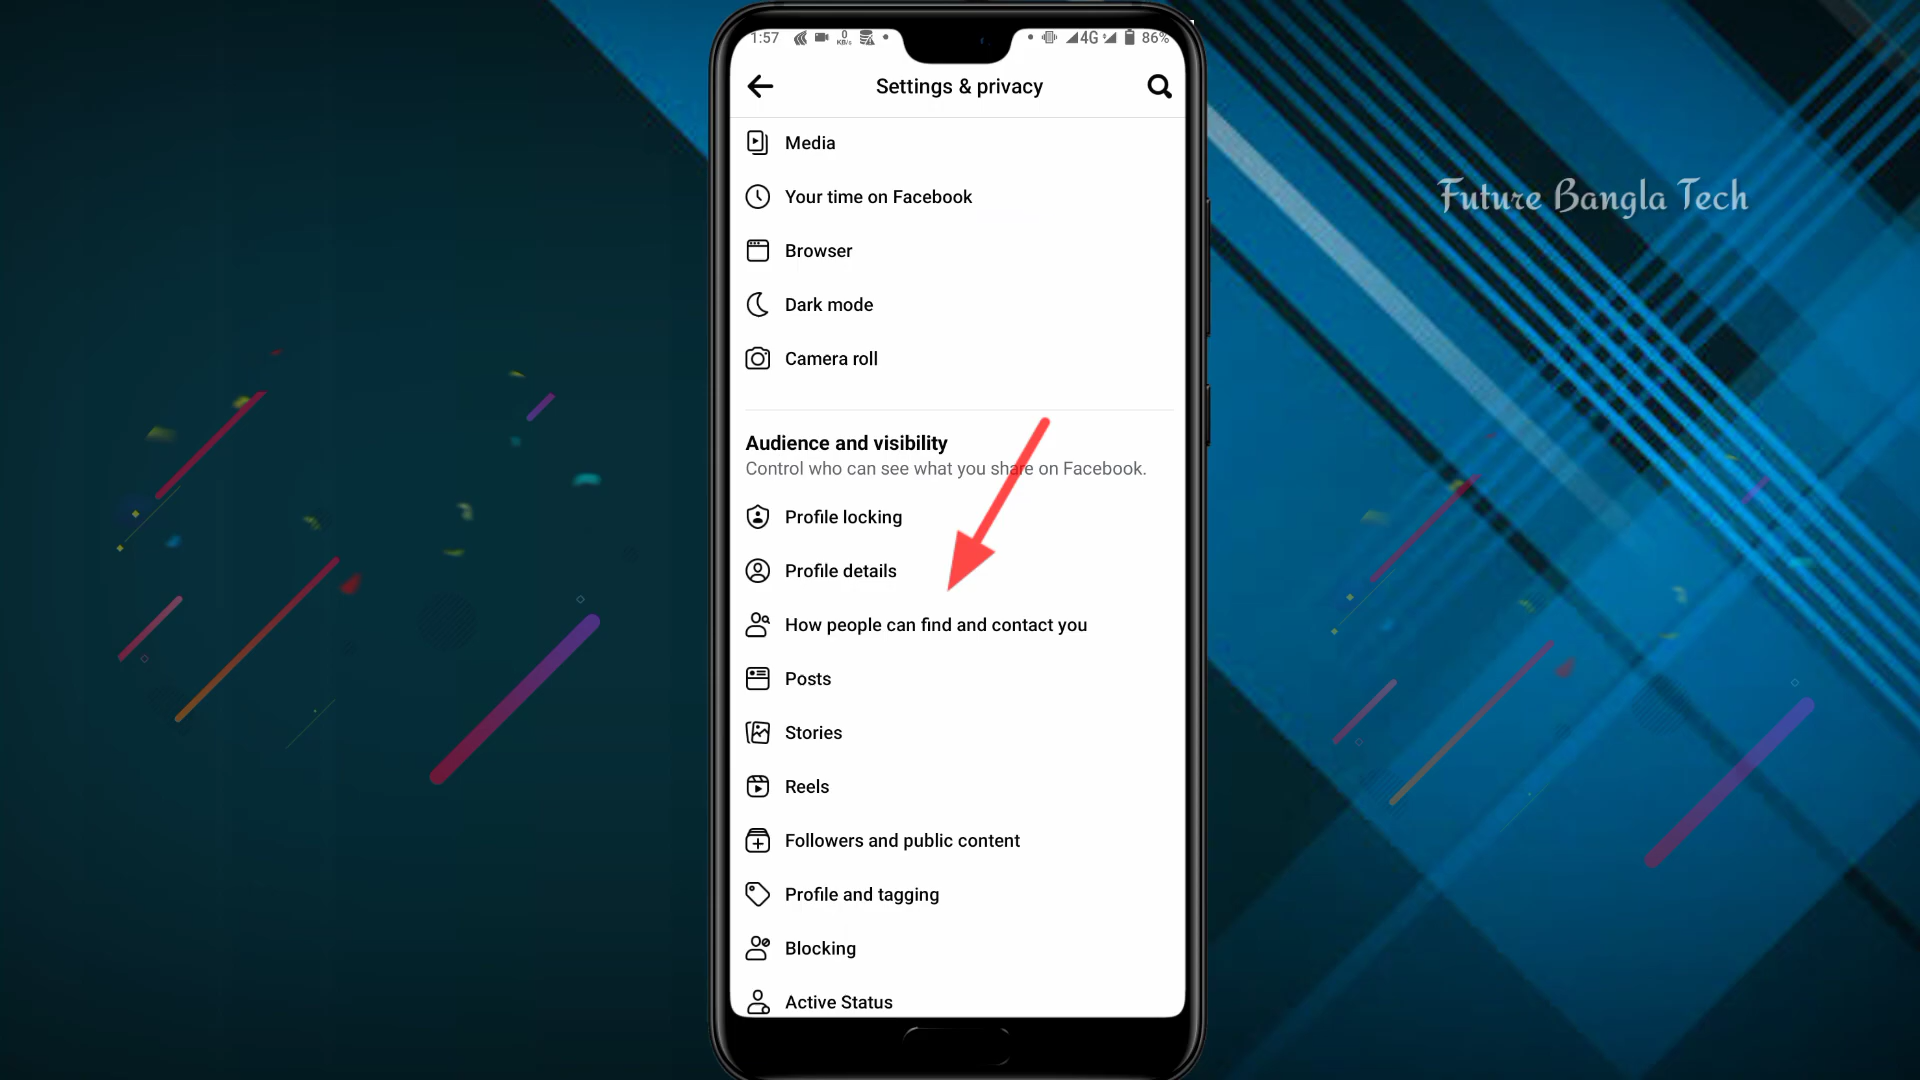 1:57
0
KB/s
4G
86%
Settings & privacy
Media
Your time on Facebook
Browser
Dark mode
Camera roll
Audience and visibility
Control who can see what you share on Facebook.
Profile locking
Profile details
How people can find and contact you
Posts
Stories
Reels
Followers and public content
Profile and tagging
Blocking
Active Status
Future Bangla Tech